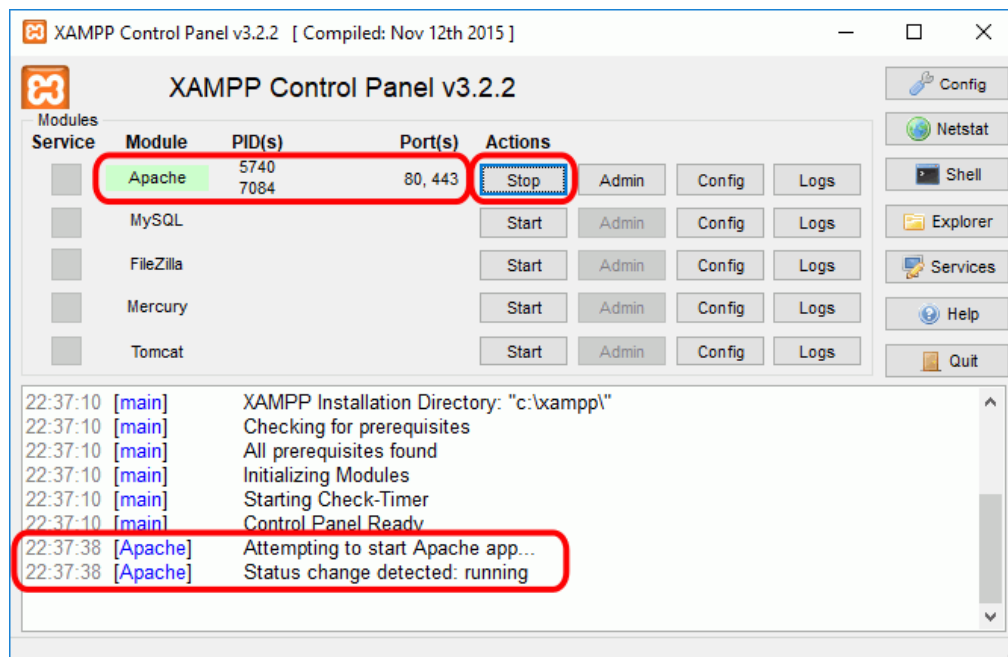 XAMPP Control Panel v3.2.2 [ Compiled: Nov 12th 2015 ]
XAMPP Control Panel v3.2.2
Config
Modules
Service Module PID(s) Port(s) Actions
Netstat
Apache 5740 7084 80, 443 Stop Admin Config Logs
Shell
MySQL Start Admin Config Logs
Explorer
FileZilla Start Admin Config Logs
Services
Mercury Start Admin Config Logs
Help
Tomcat Start Admin Config Logs
Quit
22:37:10 [main] XAMPP Installation Directory: "c:\xampp\"
22:37:10 [main] Checking for prerequisites
22:37:10 [main] All prerequisites found
22:37:10 [main] Initializing Modules
22:37:10 [main] Starting Check-Timer
22:37:10 [main] Control Panel Ready
22:37:38 [Apache] Attempting to start Apache app...
22:37:38 [Apache] Status change detected: running